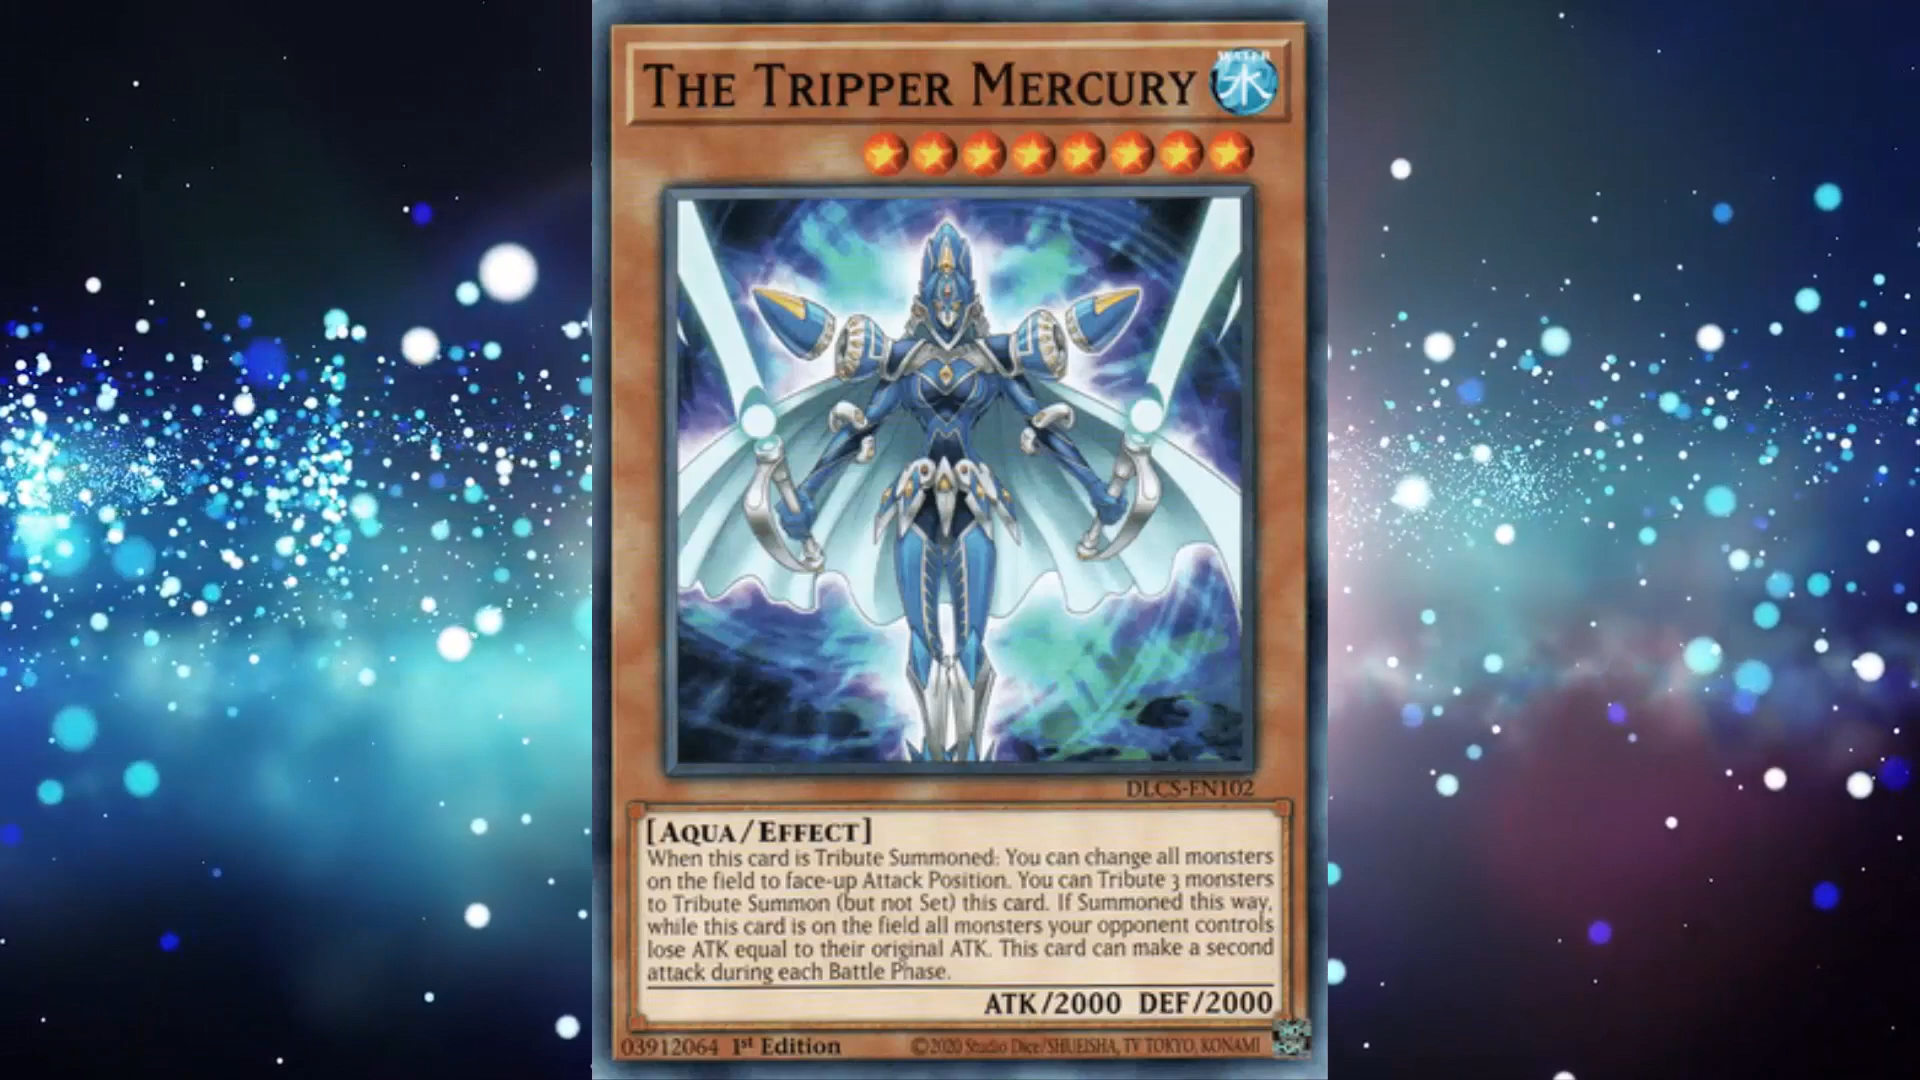 THE TRIPPER MERCURY
WATER
水
DLCS-EN102
[AQUA/EFFECT]
When this card is Tribute Summoned: You can change all monsters
on the field to face-up Attack Position. You can Tribute 3 monsters
to Tribute Summon (but not Set) this card. If Summoned this way,
while this card is on the field all monsters your opponent controls
lose ATK equal to their original ATK. This card can make a second
attack during each Battle Phase.
ATK/2000 DEF/2000
03912064 1st Edition ©2020 Studio Dice/SHUEISHA, TV TOKYO, KONAMI